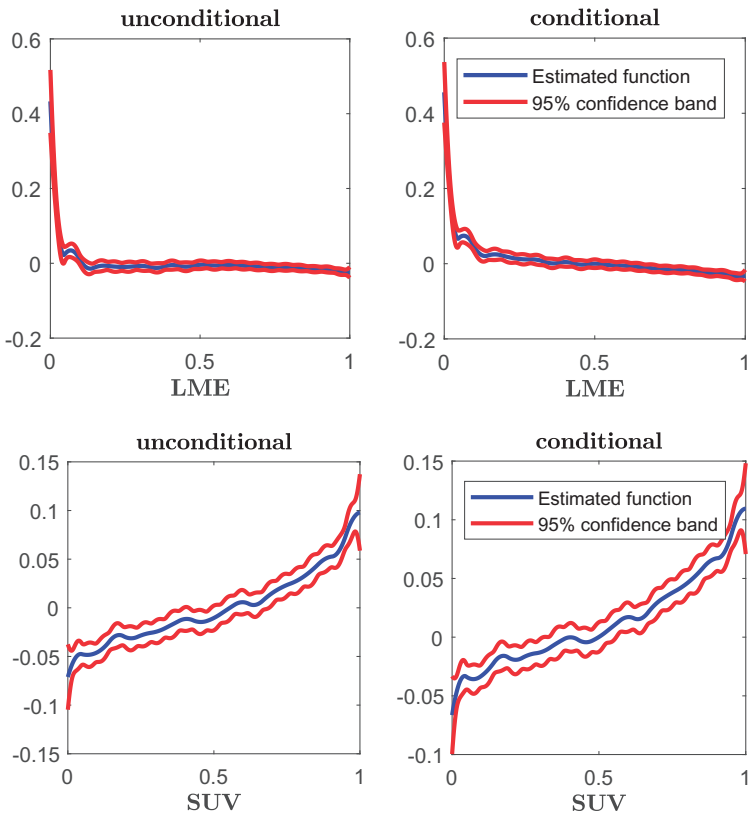 unconditional
0.6
0.4
0.2
0
-0.2
0
0.5
1
LME
conditional
0.6
0.4
0.2
0
-0.2
0
0.5
1
LME
Estimated function
95% confidence band
unconditional
0.15
0.1
0.05
0
-0.05
-0.1
-0.15
0
0.5
1
SUV
conditional
0.15
0.1
0.05
0
-0.05
-0.1
0
0.5
1
SUV
Estimated function
95% confidence band